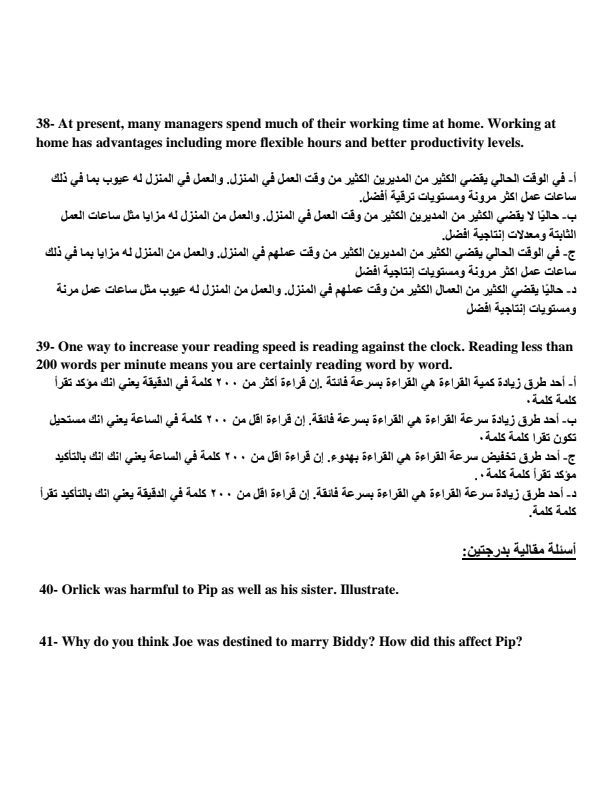 38- At present, many managers spend much of their working time at home. Working at
home has advantages including more flexible hours and better productivity levels.
أ- في الوقت الحالي يقضي الكثير من المديرين الكثير من وقت العمل في المنزل. والعمل في المنزل له عيوب بما في ذلك
ساعات عمل اكثر مرونة ومستويات ترقية أفضل.
ب- حاليًا لا يقضي الكثير من المديرين الكثير من وقت العمل في المنزل. والعمل من المنزل له مزايا مثل ساعات العمل
الثابتة ومعدلات إنتاجية افضل.
ج- في الوقت الحالي يقضي الكثير من المديرين الكثير من وقت عملهم في المنزل. والعمل من المنزل له مزايا بما في ذلك
ساعات عمل اكثر مرونة ومستويات إنتاجية افضل
د- حاليًا يقضي الكثير من العمال الكثير من وقت عملهم في المنزل. والعمل من المنزل له عيوب مثل ساعات عمل مرنة
ومستويات إنتاجية افضل
39- One way to increase your reading speed is reading against the clock. Reading less than
200 words per minute means you are certainly reading word by word.
أ- أحد طرق زيادة كمية القراءة هي القراءة بسرعة فائتة .إن قراءة أكثر من ٢٠٠ كلمة في الدقيقة يعني انك مؤكد تقرأ
كلمة كلمة٠
ب- أحد طرق زيادة سرعة القراءة هي القراءة بسرعة فائقة. إن قراءة اقل من ٢٠٠ كلمة في الساعة يعني انك مستحيل
تكون تقرا كلمة كلمة٠
ج- أحد طرق تخفيض سرعة القراءة هي القراءة بهدوء. إن قراءة اقل من ٢٠٠ كلمة في الساعة يعني انك انك بالتأكيد
مؤكد تقرأ كلمة كلمة٠.
د- أحد طرق زيادة سرعة القراءة هي القراءة بسرعة فائقة. إن قراءة اقل من ٢٠٠ كلمة في الدقيقة يعني انك بالتأكيد تقرأ
كلمة كلمة.
أسئلة مقالية بدرجتين:
40- Orlick was harmful to Pip as well as his sister. Illustrate.
41- Why do you think Joe was destined to marry Biddy? How did this affect Pip?